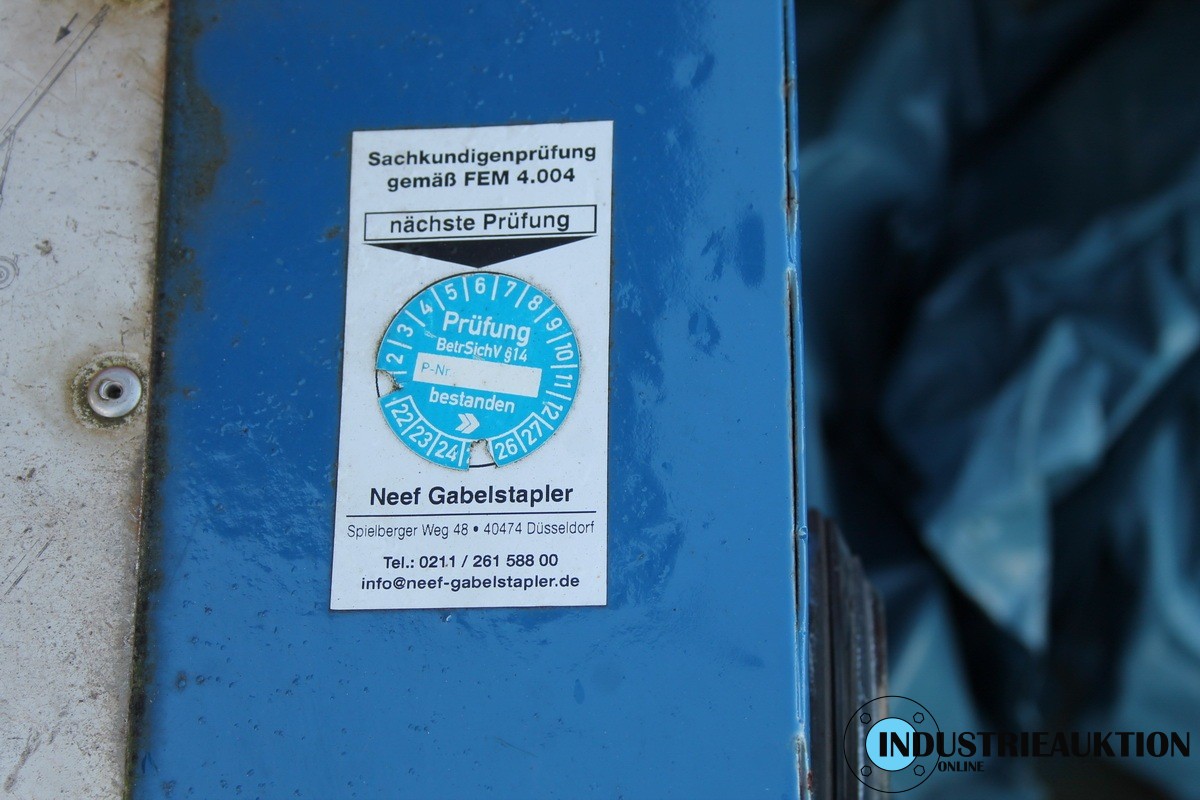 Sachkundigenprüfung
gemäß FEM 4.004
nächste Prüfung
2 3 4 5 6 7 8 9 10 11 12
Prüfung
BetrSichV §14
P-Nr
bestanden
22 23 24 26 27
Neef Gabelstapler
Spielberger Weg 48 • 40474 Düsseldorf
Tel.: 0211 / 261 588 00
info@neef-gabelstapler.de
INDUSTRIEAUKTION
ONLINE